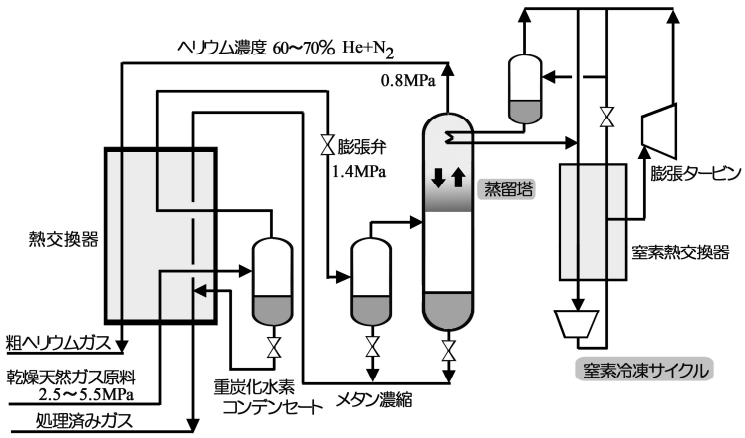 ヘリウム濃度 60～70% He+N2
0.8MPa
膨張弁
1.4MPa
蒸留塔
膨張タービン
熱交換器
窒素熱交換器
粗ヘリウムガス
乾燥天然ガス原料
2.5～5.5MPa
処理済みガス
重炭化水素
コンデンセート
メタン濃縮
窒素冷凍サイクル